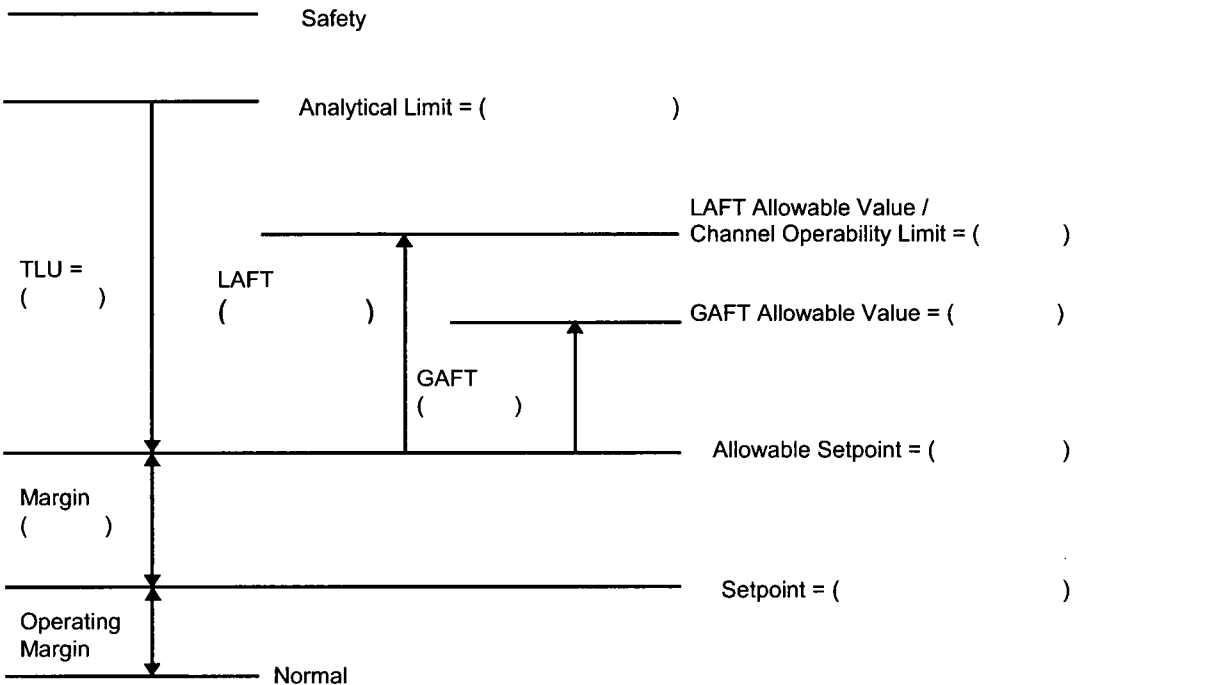 Safety
Analytical Limit = ( )
LAFT Allowable Value /
Channel Operability Limit = ( )
TLU =
( )
LAFT
( )
GAFT Allowable Value = ( )
GAFT
( )
Allowable Setpoint = ( )
Margin
( )
Setpoint = ( )
Operating
Margin
Normal